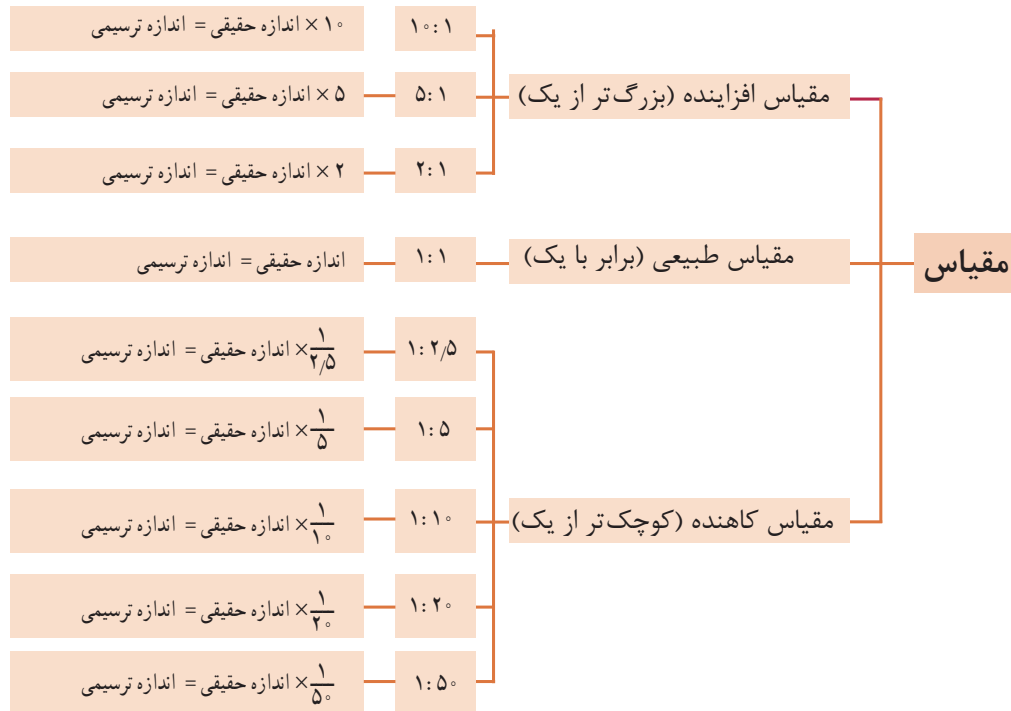 مقیاس
مقیاس افزاینده (بزرگ‌تر از یک)
۱۰:۱
۱۰ × اندازه حقیقی = اندازه ترسیمی
۵:۱
۵ × اندازه حقیقی = اندازه ترسیمی
۲:۱
۲ × اندازه حقیقی = اندازه ترسیمی
مقیاس طبیعی (برابر با یک)
۱:۱
اندازه حقیقی = اندازه ترسیمی
مقیاس کاهنده (کوچک‌تر از یک)
۱:۲/۵
۱/۲/۵ × اندازه حقیقی = اندازه ترسیمی
۱:۵
۱/۵ × اندازه حقیقی = اندازه ترسیمی
۱:۱۰
۱/۱۰ × اندازه حقیقی = اندازه ترسیمی
۱:۲۰
۱/۲۰ × اندازه حقیقی = اندازه ترسیمی
۱:۵۰
۱/۵۰ × اندازه حقیقی = اندازه ترسیمی